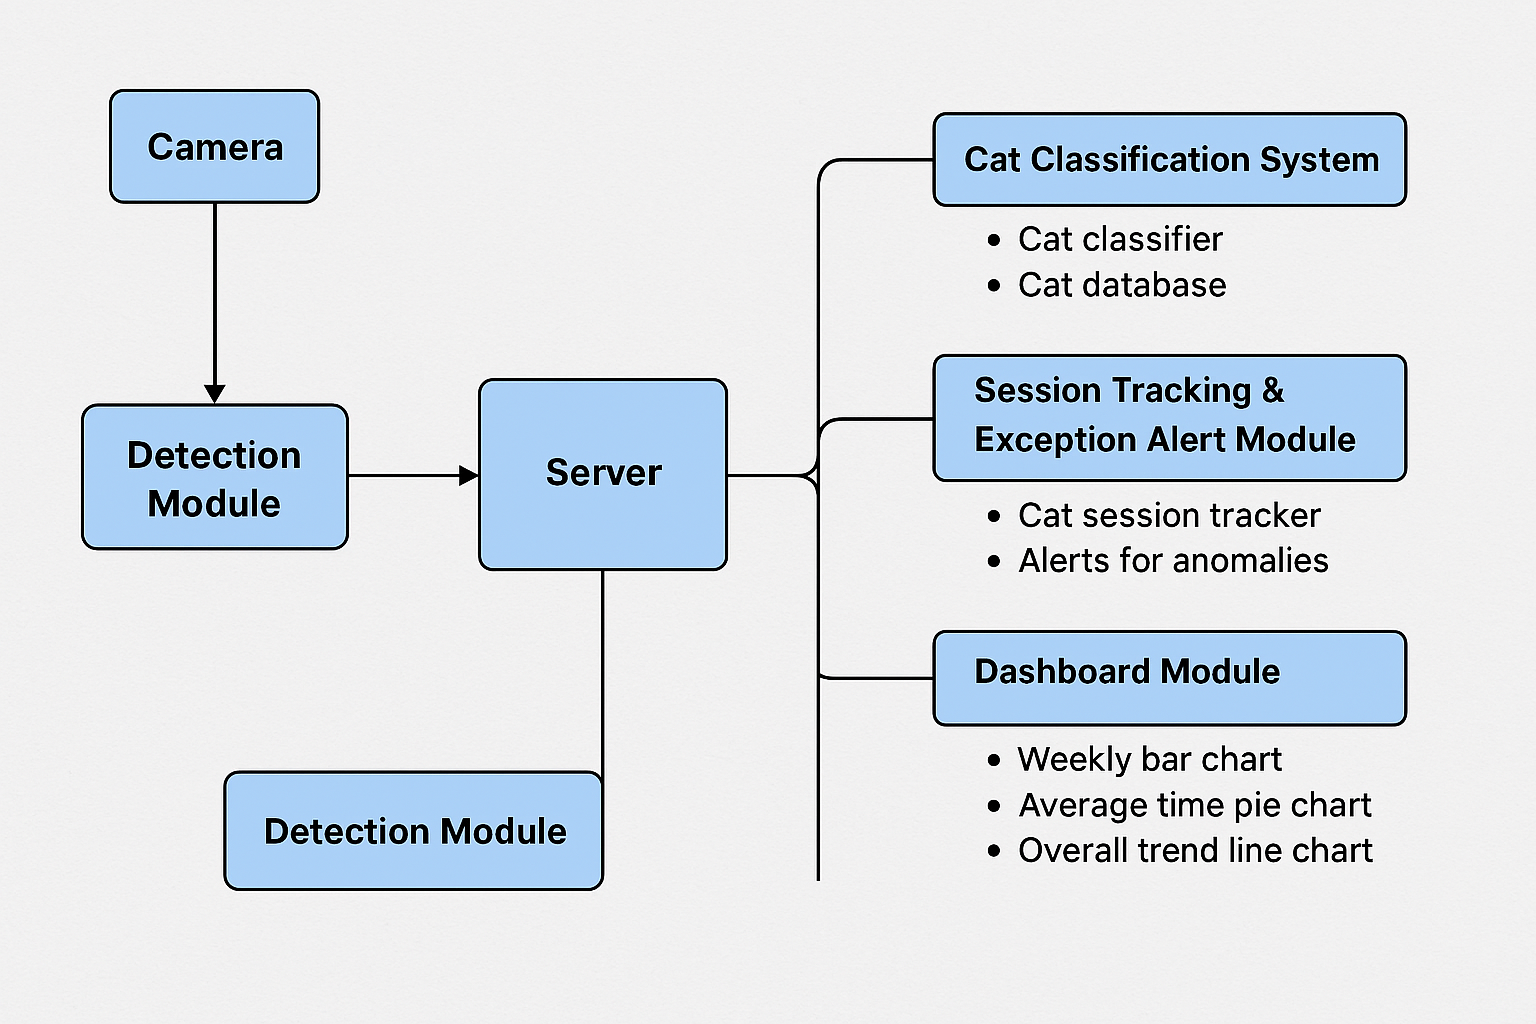 Camera
Detection
Module
Server
Detection Module
Cat Classification System
• Cat classifier
• Cat database
Session Tracking &
Exception Alert Module
• Cat session tracker
• Alerts for anomalies
Dashboard Module
• Weekly bar chart
• Average time pie chart
• Overall trend line chart